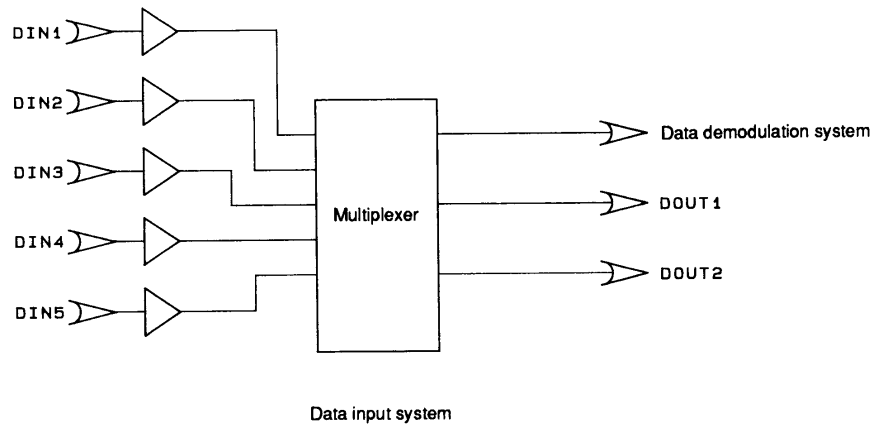 DIN1
DIN2
DIN3
DIN4
DIN5
Multiplexer
Data demodulation system
DOUT1
DOUT2
Data input system